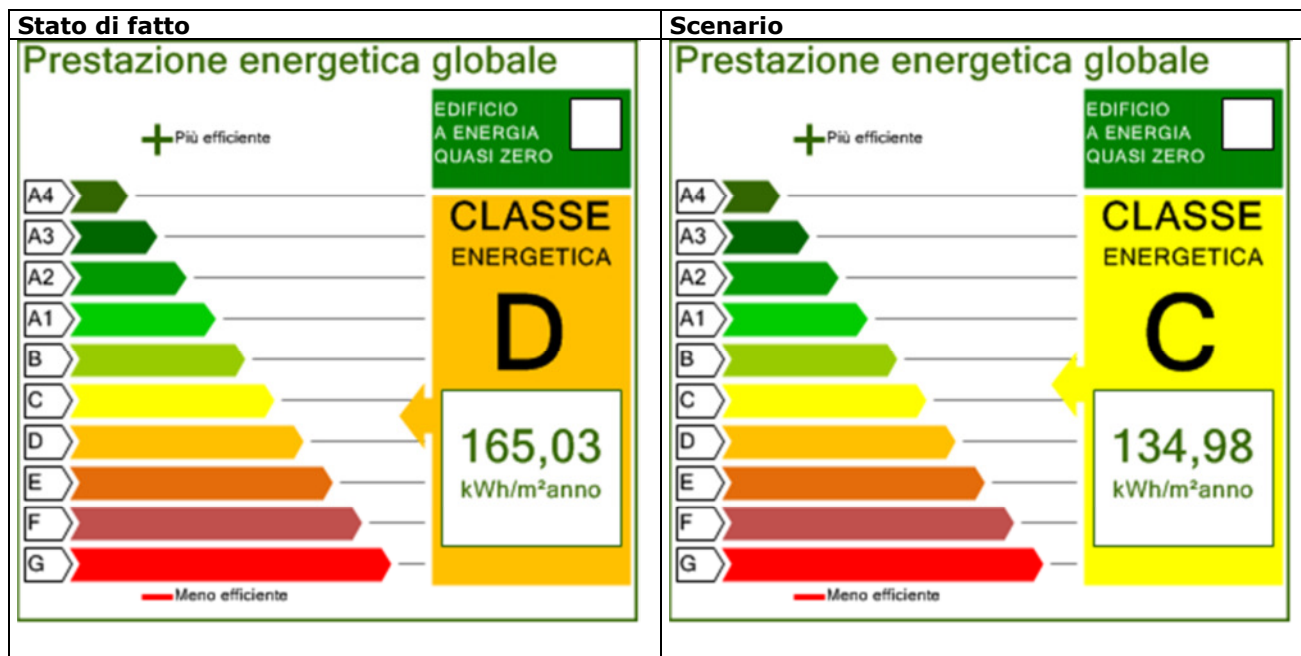 Stato di fatto
Prestazione energetica globale
EDIFICIO
A ENERGIA
QUASI ZERO
Più efficiente
A4
A3
A2
A1
B
C
D
E
F
G
CLASSE
ENERGETICA
D
165,03
kWh/m²anno
Meno efficiente
Scenario
Prestazione energetica globale
EDIFICIO
A ENERGIA
QUASI ZERO
Più efficiente
A4
A3
A2
A1
B
C
D
E
F
G
CLASSE
ENERGETICA
C
134,98
kWh/m²anno
Meno efficiente